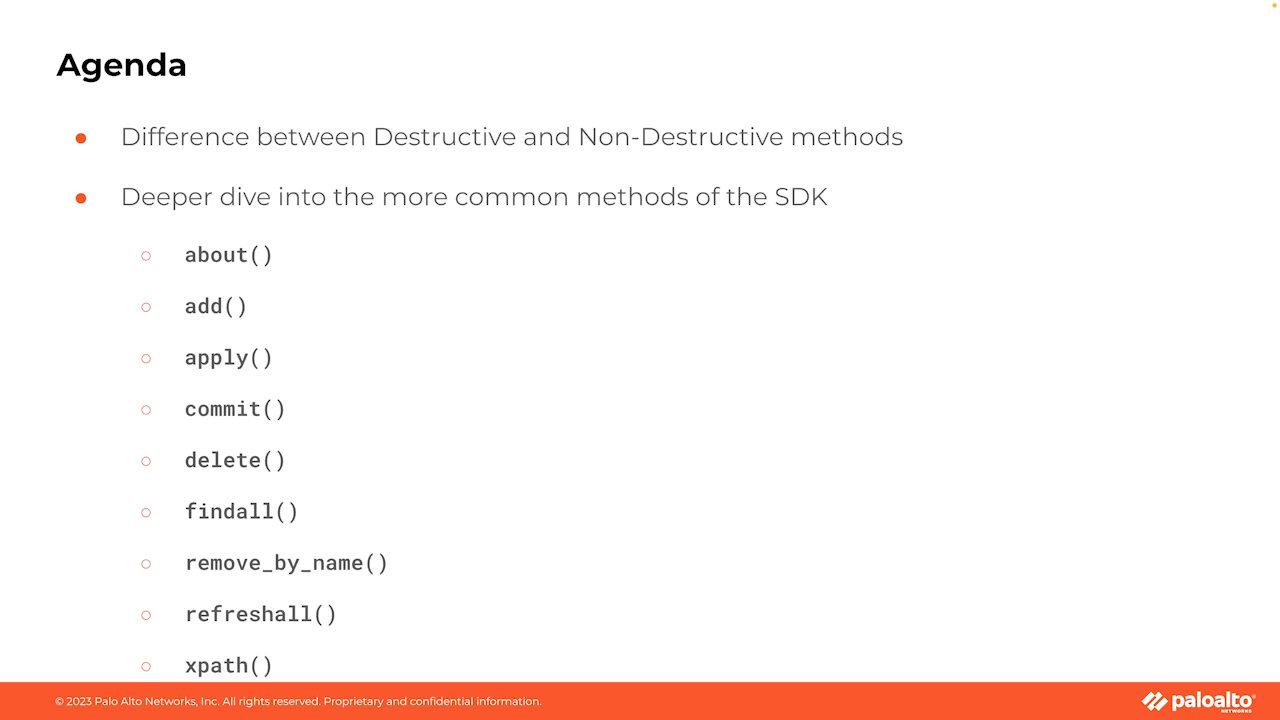 Agenda
● Difference between Destructive and Non-Destructive methods
● Deeper dive into the more common methods of the SDK
○ about()
○ add()
○ apply()
○ commit()
○ delete()
○ findall()
○ remove_by_name()
○ refreshall()
○ xpath()
© 2023 Palo Alto Networks, Inc. All rights reserved. Proprietary and confidential information.
paloalto®
NETWORKS